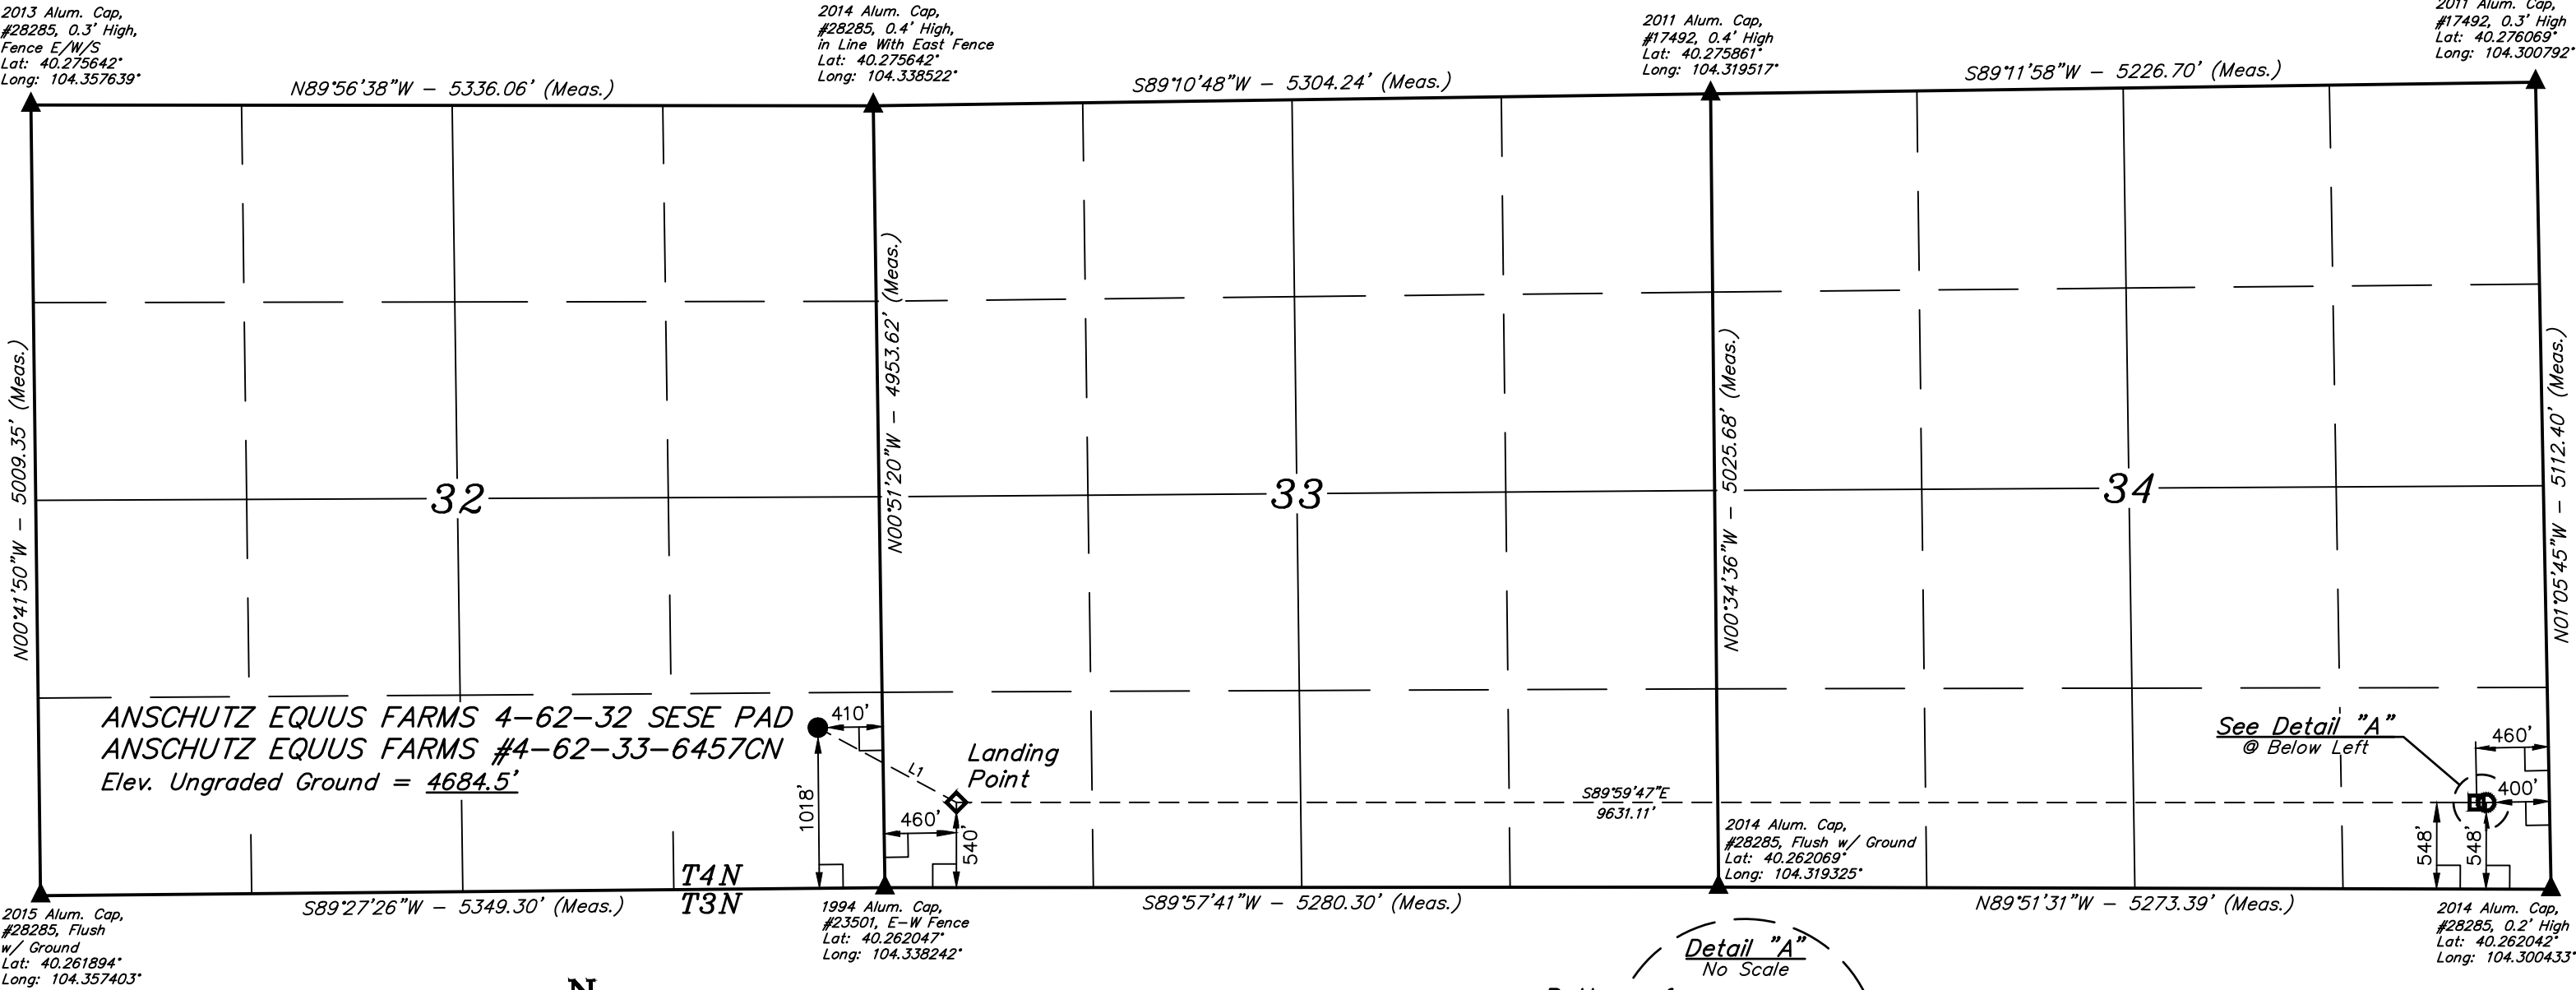 2013 Alum. Cap,
#28285, 0.3' High,
Fence E/W/S
Lat: 40.275642°
Long: 104.357639°
2014 Alum. Cap,
#28285, 0.4' High,
in Line With East Fence
Lat: 40.275642°
Long: 104.338522°
2011 Alum. Cap,
#17492, 0.4' High
Lat: 40.275861°
Long: 104.319517°
2011 Alum. Cap,
#17492, 0.3' High
Lat: 40.276069°
Long: 104.300792°
N89°56'38"W – 5336.06' (Meas.)
S89°10'48"W – 5304.24' (Meas.)
S89°11'58"W – 5226.70' (Meas.)
N00°41'50"W – 5009.35' (Meas.)
N00°51'20"W – 4953.62' (Meas.)
N00°34'36"W – 5025.68' (Meas.)
N01°05'45"W – 5112.40' (Meas.)
32
33
34
ANSCHUTZ EQUUS FARMS 4-62-32 SESE PAD
ANSCHUTZ EQUUS FARMS #4-62-33-6457CN
Elev. Ungraded Ground = 4684.5'
410'
1018'
L1
Landing
Point
460'
540'
S89°59'47"E
9631.11'
See Detail "A"
@ Below Left
460'
400'
548'
548'
2014 Alum. Cap,
#28285, Flush w/ Ground
Lat: 40.262069°
Long: 104.319325°
T4N
T3N
S89°27'26"W – 5349.30' (Meas.)
S89°57'41"W – 5280.30' (Meas.)
N89°51'31"W – 5273.39' (Meas.)
2015 Alum. Cap,
#28285, Flush
w/ Ground
Lat: 40.261894°
Long: 104.357403°
1994 Alum. Cap,
#23501, E-W Fence
Lat: 40.262047°
Long: 104.338242°
2014 Alum. Cap,
#28285, 0.2' High
Lat: 40.262042°
Long: 104.300433°
Detail "A"
No Scale
N